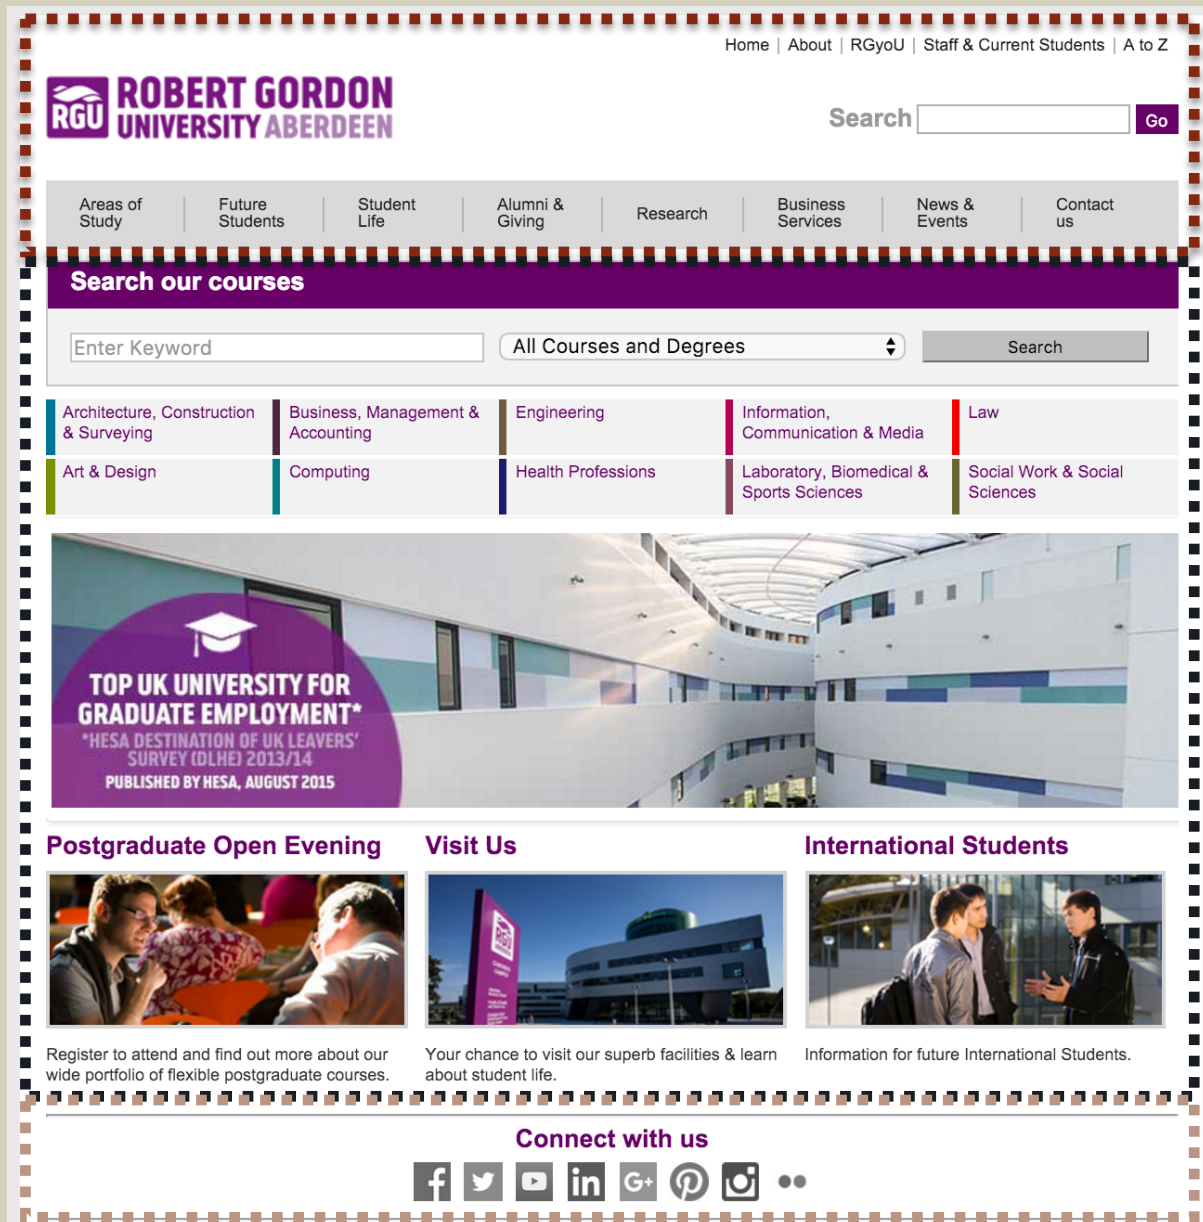 Home | About | RGyoU | Staff & Current Students | A to Z
RGU
ROBERT GORDON
UNIVERSITY ABERDEEN
Search
Go
Areas of
Study
Future
Students
Student
Life
Alumni &
Giving
Research
Business
Services
News &
Events
Contact
us
Search our courses
Enter Keyword
All Courses and Degrees
Search
Architecture, Construction
& Surveying
Business, Management &
Accounting
Engineering
Information,
Communication & Media
Law
Art & Design
Computing
Health Professions
Laboratory, Biomedical &
Sports Sciences
Social Work & Social
Sciences
TOP UK UNIVERSITY FOR
GRADUATE EMPLOYMENT*
*HESA DESTINATION OF UK LEAVERS'
SURVEY (DLHE) 2013/14
PUBLISHED BY HESA, AUGUST 2015
Postgraduate Open Evening
Register to attend and find out more about our
wide portfolio of flexible postgraduate courses.
Visit Us
RGU
Your chance to visit our superb facilities & learn
about student life.
International Students
Information for future International Students.
Connect with us
in
G+